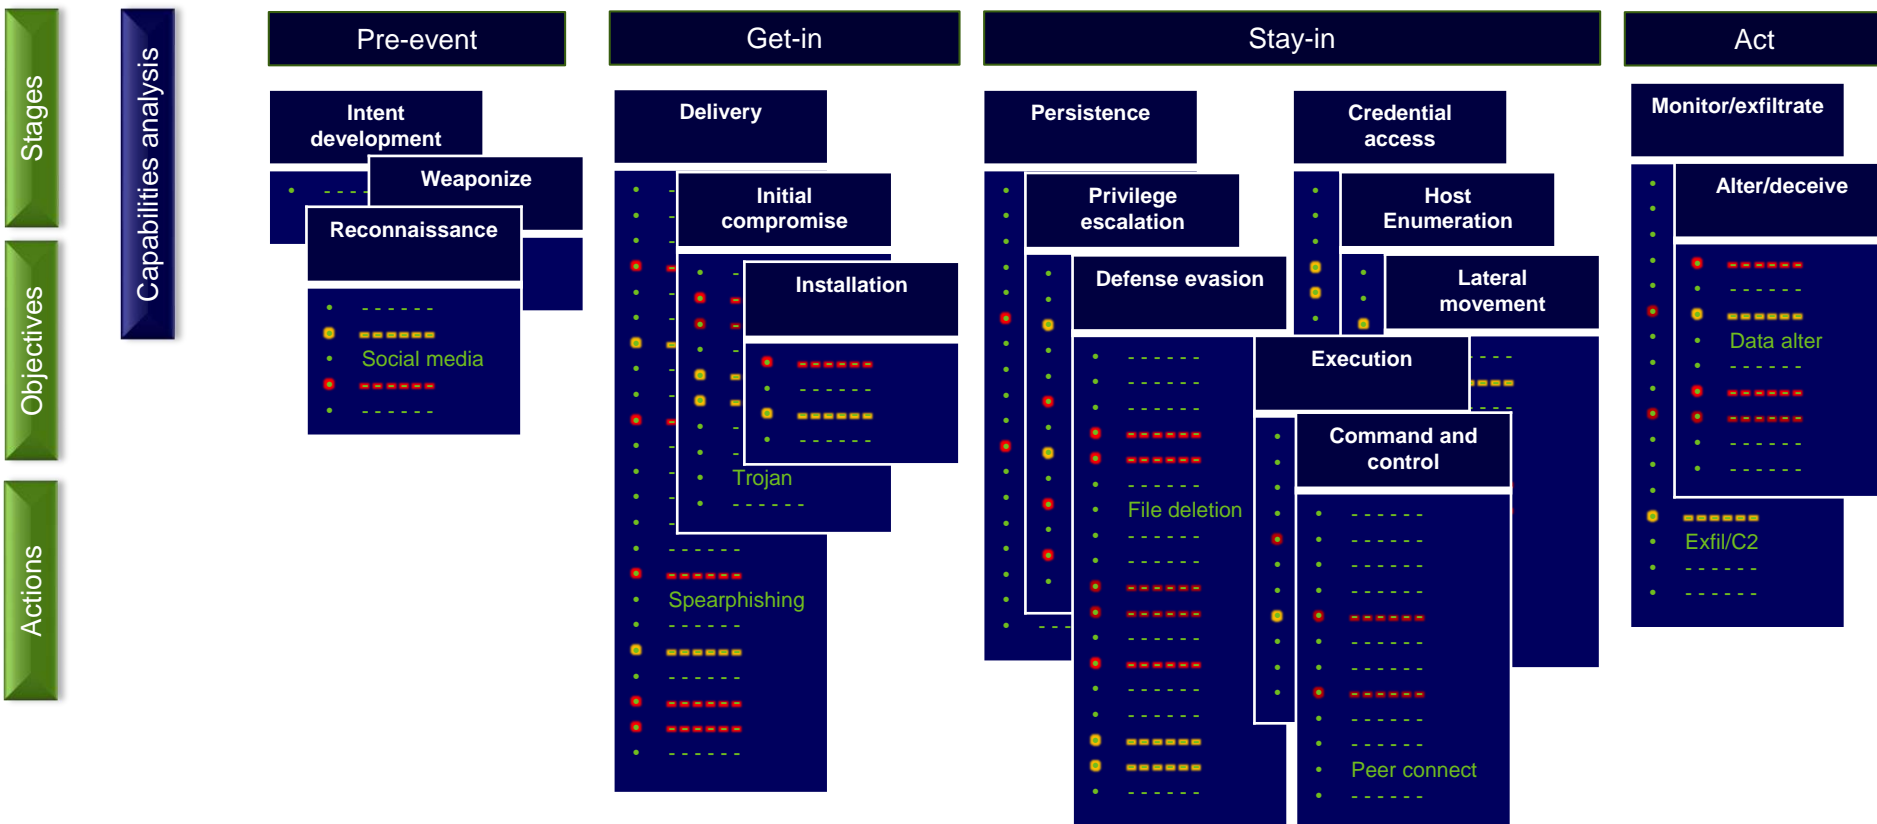 Stages
Objectives
Actions
Capabilities analysis
Pre-event
Get-in
Stay-in
Act
Intent
development
Weaponize
Reconnaissance
Social media
Delivery
Initial
compromise
Installation
Trojan
Spearphishing
Persistence
Privilege
escalation
Defense evasion
File deletion
Credential
access
Host
Enumeration
Lateral
movement
Execution
Command and
control
Peer connect
Monitor/exfiltrate
Alter/deceive
Data alter
Exfil/C2